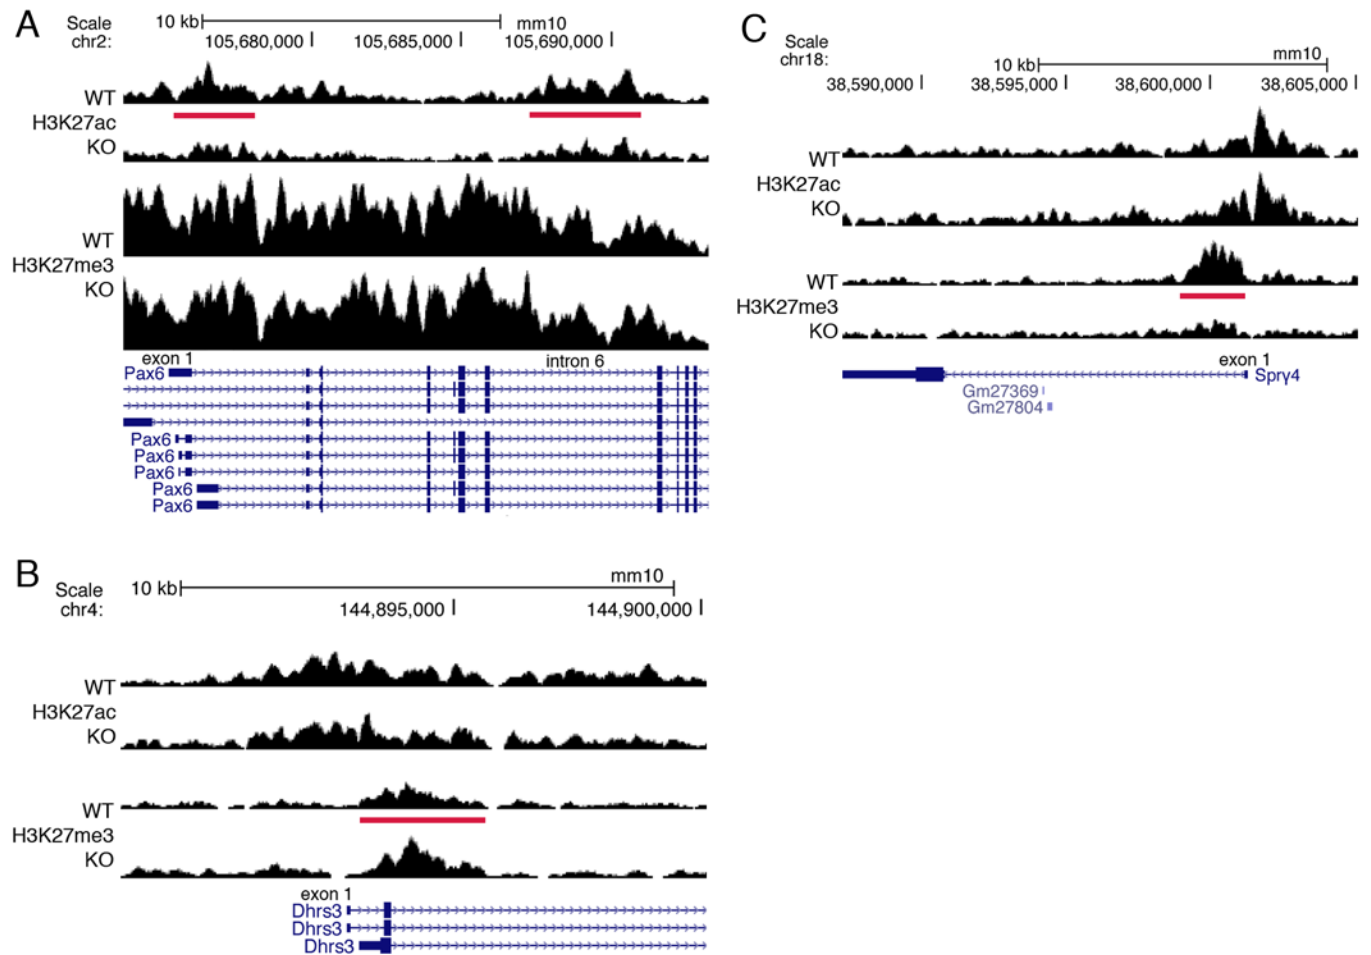 A
Scale 10 kb mm10
chr2: 105,680,000 105,685,000 105,690,000
WT
H3K27ac
KO
WT
H3K27me3
KO
exon 1 intron 6
Pax6
Pax6
Pax6
Pax6
Pax6
Pax6
B
Scale 10 kb mm10
chr4: 144,895,000 144,900,000
WT
H3K27ac
KO
WT
H3K27me3
KO
exon 1
Dhrs3
Dhrs3
Dhrs3
C
Scale mm10
chr18: 10 kb
38,590,000 38,595,000 38,600,000 38,605,000
WT
H3K27ac
KO
WT
H3K27me3
KO
exon 1
Spry4
Gm27369
Gm27804